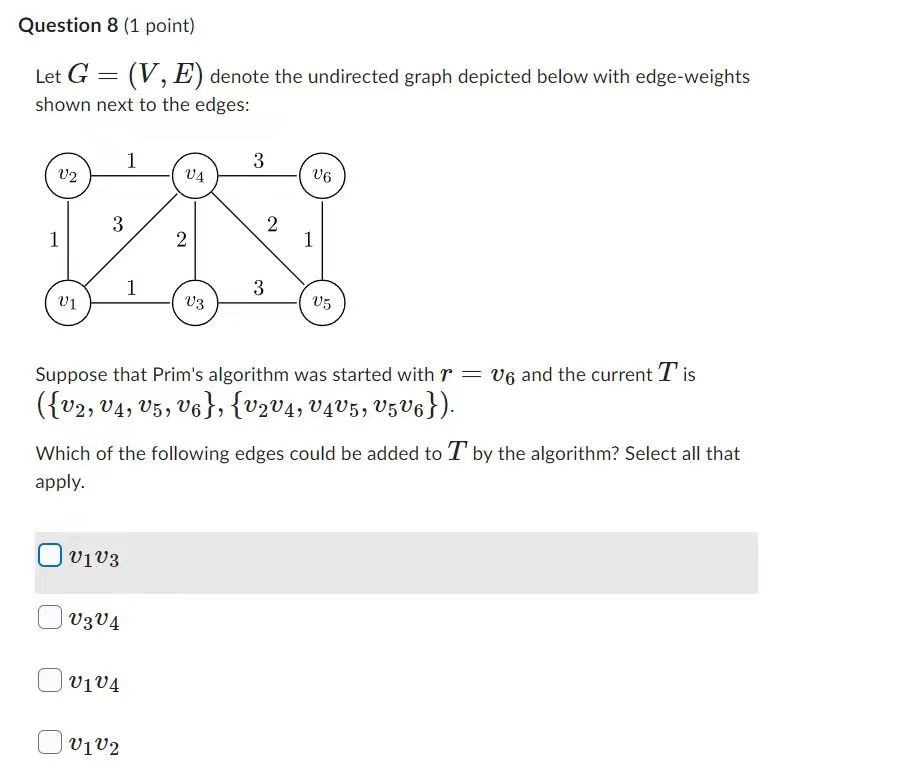 Question 8 (1 point)
Let G = (V, E) denote the undirected graph depicted below with edge-weights
shown next to the edges:
1 3
v₂ v₄ v₆
3 2
1 2 1
1 3
v₁ v₃ v₅
Suppose that Prim's algorithm was started with r = v₆ and the current T is
({v₂, v₄, v₅, v₆}, {v₂v₄, v₄v₅, v₅v₆}).
Which of the following edges could be added to T by the algorithm? Select all that
apply.
v₁v₃
v₃v₄
v₁v₄
v₁v₂